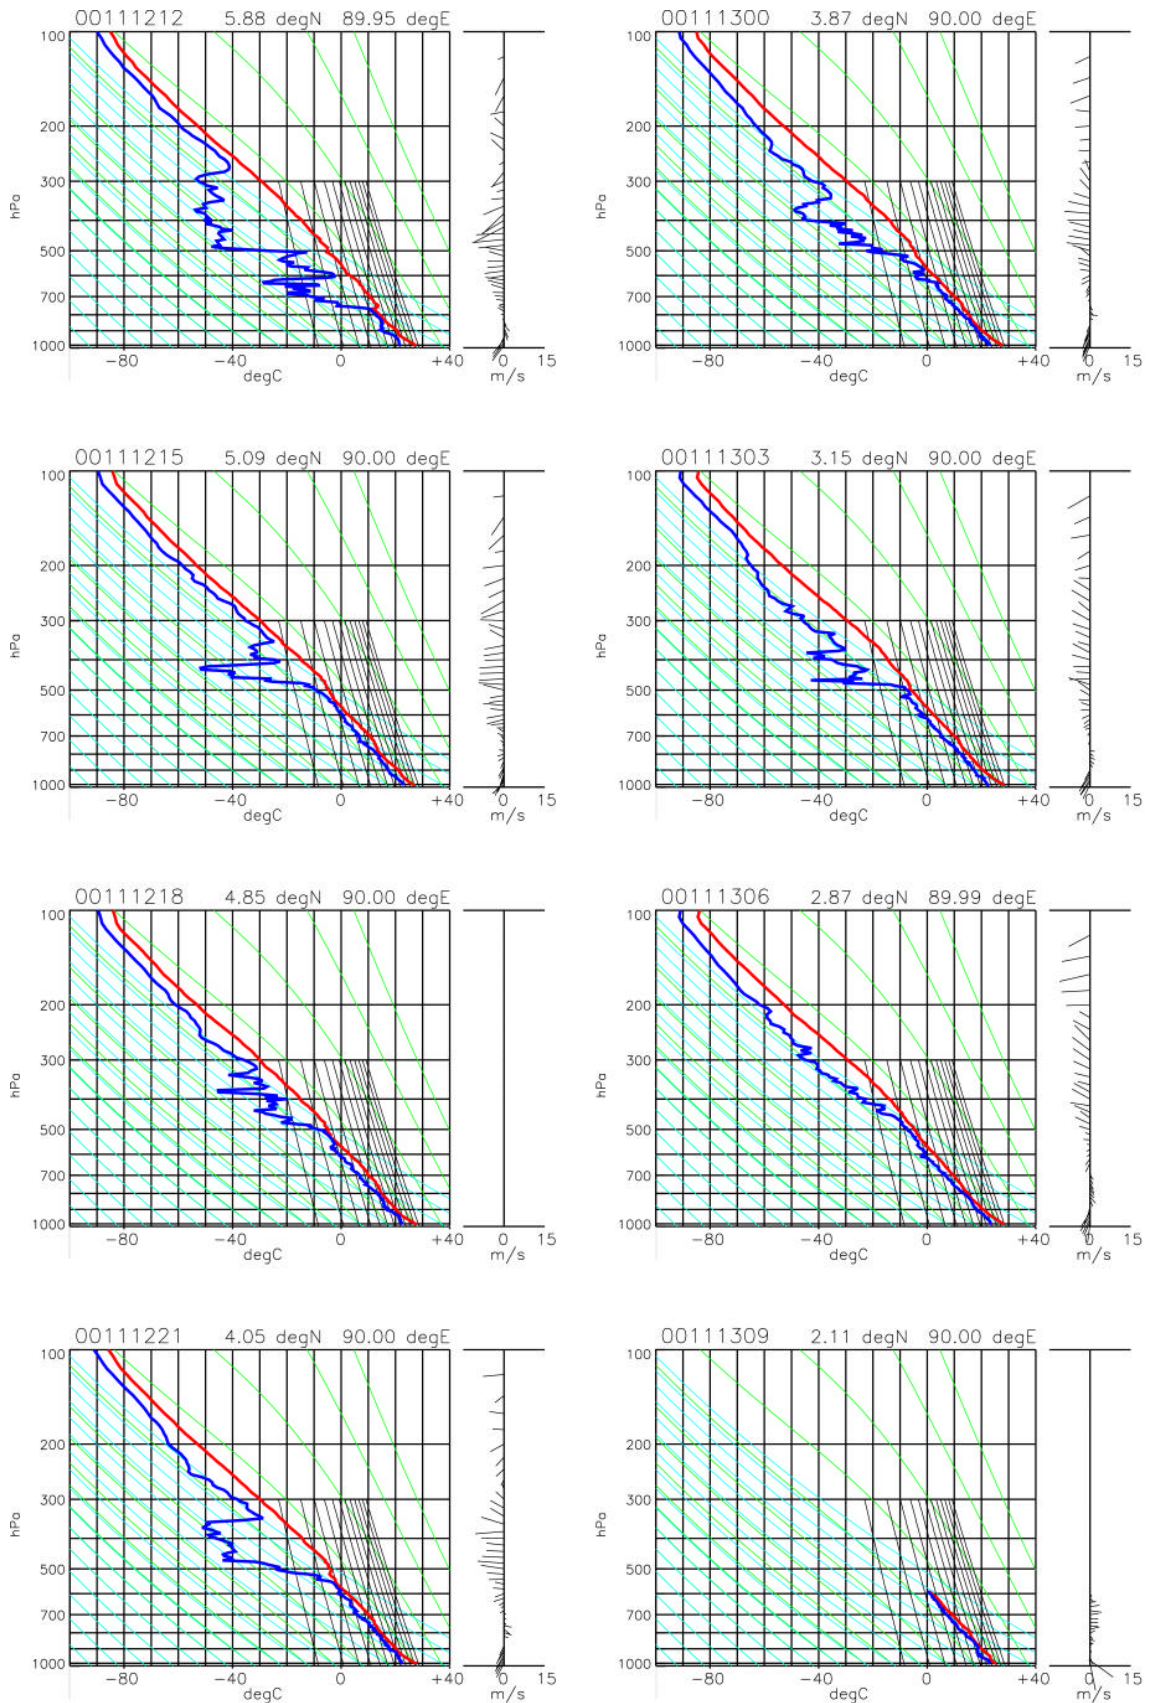 00111212 5.88 degN 89.95 degE
100
200
300
500
700
1000
hPa
-80 -40 0 +40
degC
0 15
m/s
00111300 3.87 degN 90.00 degE
100
200
300
500
700
1000
hPa
-80 -40 0 +40
degC
0 15
m/s
00111215 5.09 degN 90.00 degE
100
200
300
500
700
1000
hPa
-80 -40 0 +40
degC
0 15
m/s
00111303 3.15 degN 90.00 degE
100
200
300
500
700
1000
hPa
-80 -40 0 +40
degC
0 15
m/s
00111218 4.85 degN 90.00 degE
100
200
300
500
700
1000
hPa
-80 -40 0 +40
degC
0 15
m/s
00111306 2.87 degN 89.99 degE
100
200
300
500
700
1000
hPa
-80 -40 0 +40
degC
0 15
m/s
00111221 4.05 degN 90.00 degE
100
200
300
500
700
1000
hPa
-80 -40 0 +40
degC
0 15
m/s
00111309 2.11 degN 90.00 degE
100
200
300
500
700
1000
hPa
-80 -40 0 +40
degC
0 15
m/s